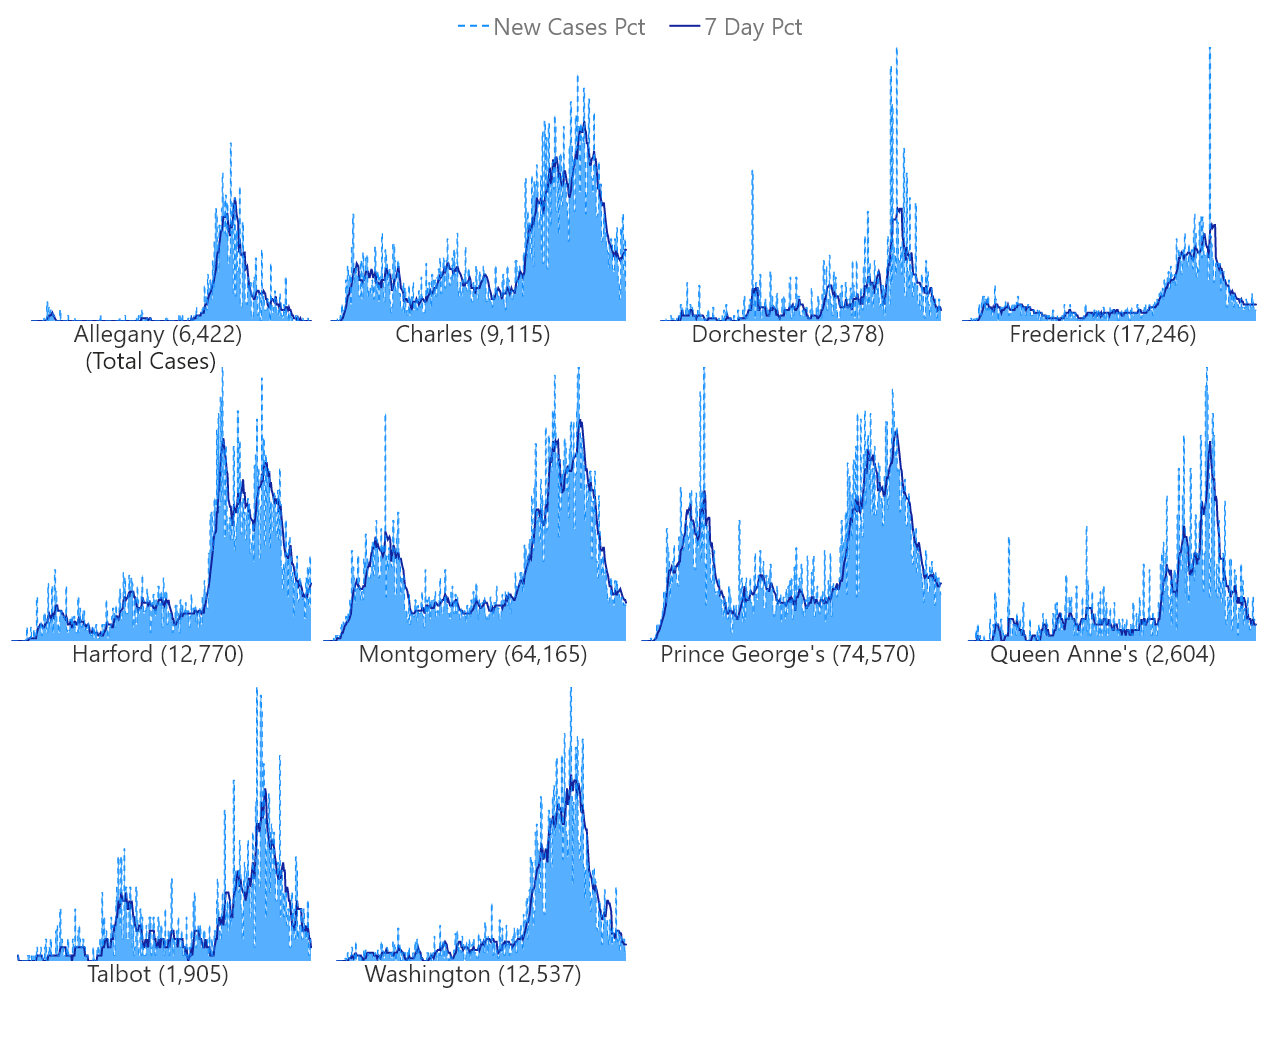 New Cases Pct 7 Day Pct
Allegany (6,422) Charles (9,115) Dorchester (2,378) Frederick (17,246)
(Total Cases)
Harford (12,770) Montgomery (64,165) Prince George's (74,570) Queen Anne's (2,604)
Talbot (1,905) Washington (12,537)